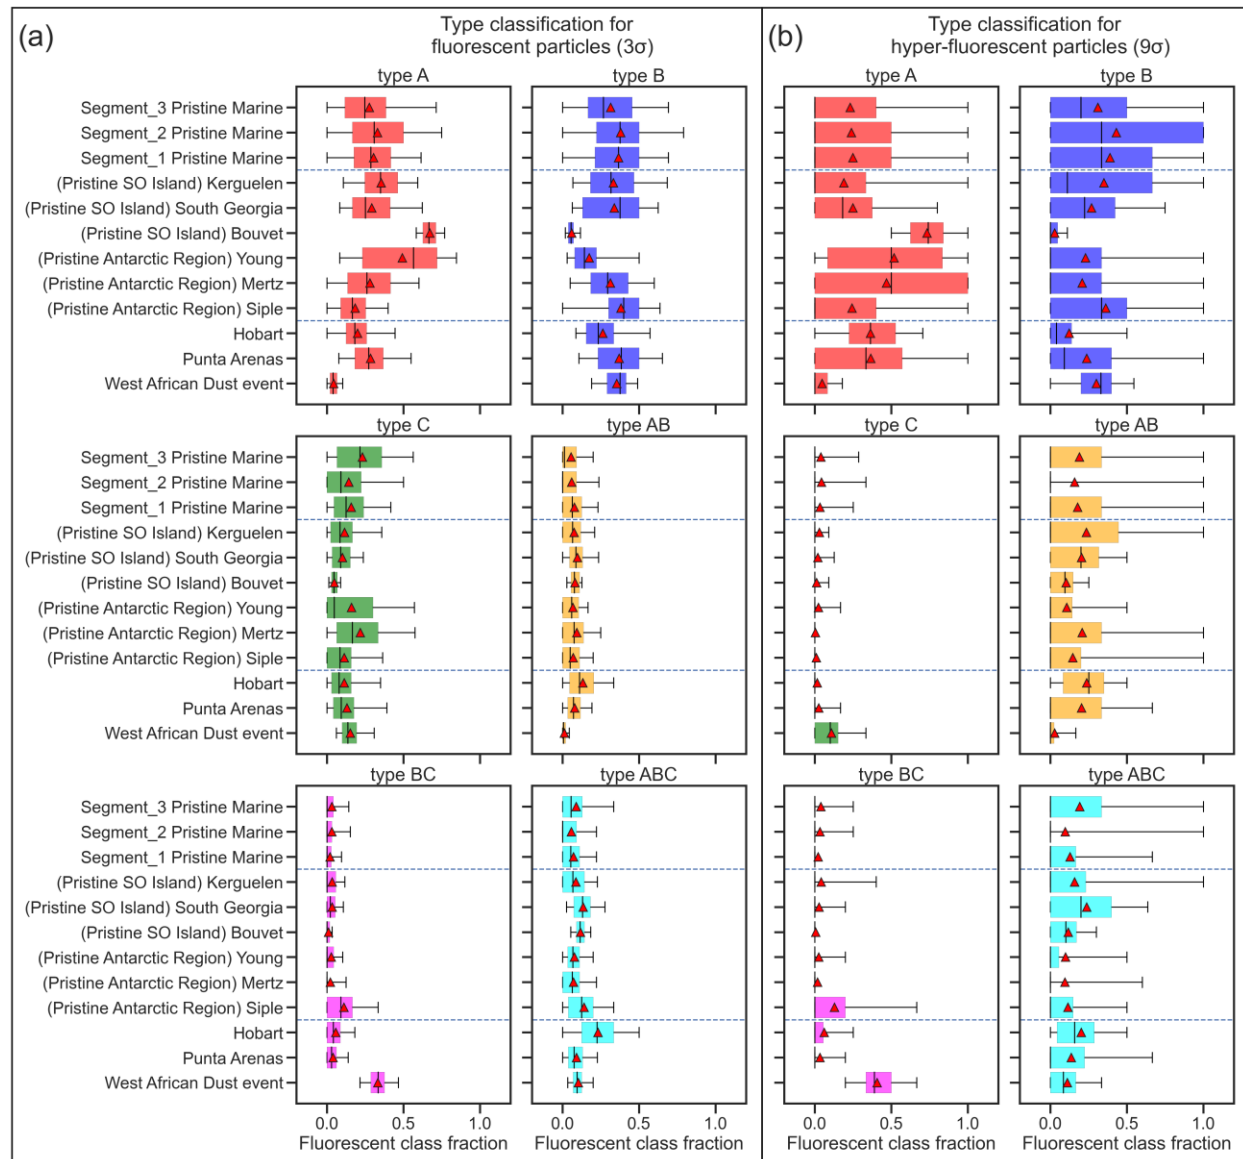 (a)
Type classification for
fluorescent particles (3σ)
(b)
Type classification for
hyper-fluorescent particles (9σ)
type A
type B
type A
type B
Segment_3 Pristine Marine
Segment_2 Pristine Marine
Segment_1 Pristine Marine
(Pristine SO Island) Kerguelen
(Pristine SO Island) South Georgia
(Pristine SO Island) Bouvet
(Pristine Antarctic Region) Young
(Pristine Antarctic Region) Mertz
(Pristine Antarctic Region) Siple
Hobart
Punta Arenas
West African Dust event
0.0 0.5 1.0
0.0 0.5 1.0
type C
type AB
type C
type AB
Segment_3 Pristine Marine
Segment_2 Pristine Marine
Segment_1 Pristine Marine
(Pristine SO Island) Kerguelen
(Pristine SO Island) South Georgia
(Pristine SO Island) Bouvet
(Pristine Antarctic Region) Young
(Pristine Antarctic Region) Mertz
(Pristine Antarctic Region) Siple
Hobart
Punta Arenas
West African Dust event
type BC
type ABC
type BC
type ABC
Segment_3 Pristine Marine
Segment_2 Pristine Marine
Segment_1 Pristine Marine
(Pristine SO Island) Kerguelen
(Pristine SO Island) South Georgia
(Pristine SO Island) Bouvet
(Pristine Antarctic Region) Young
(Pristine Antarctic Region) Mertz
(Pristine Antarctic Region) Siple
Hobart
Punta Arenas
West African Dust event
0.0 0.5 1.0
0.0 0.5 1.0
Fluorescent class fraction
Fluorescent class fraction
Fluorescent class fraction
Fluorescent class fraction